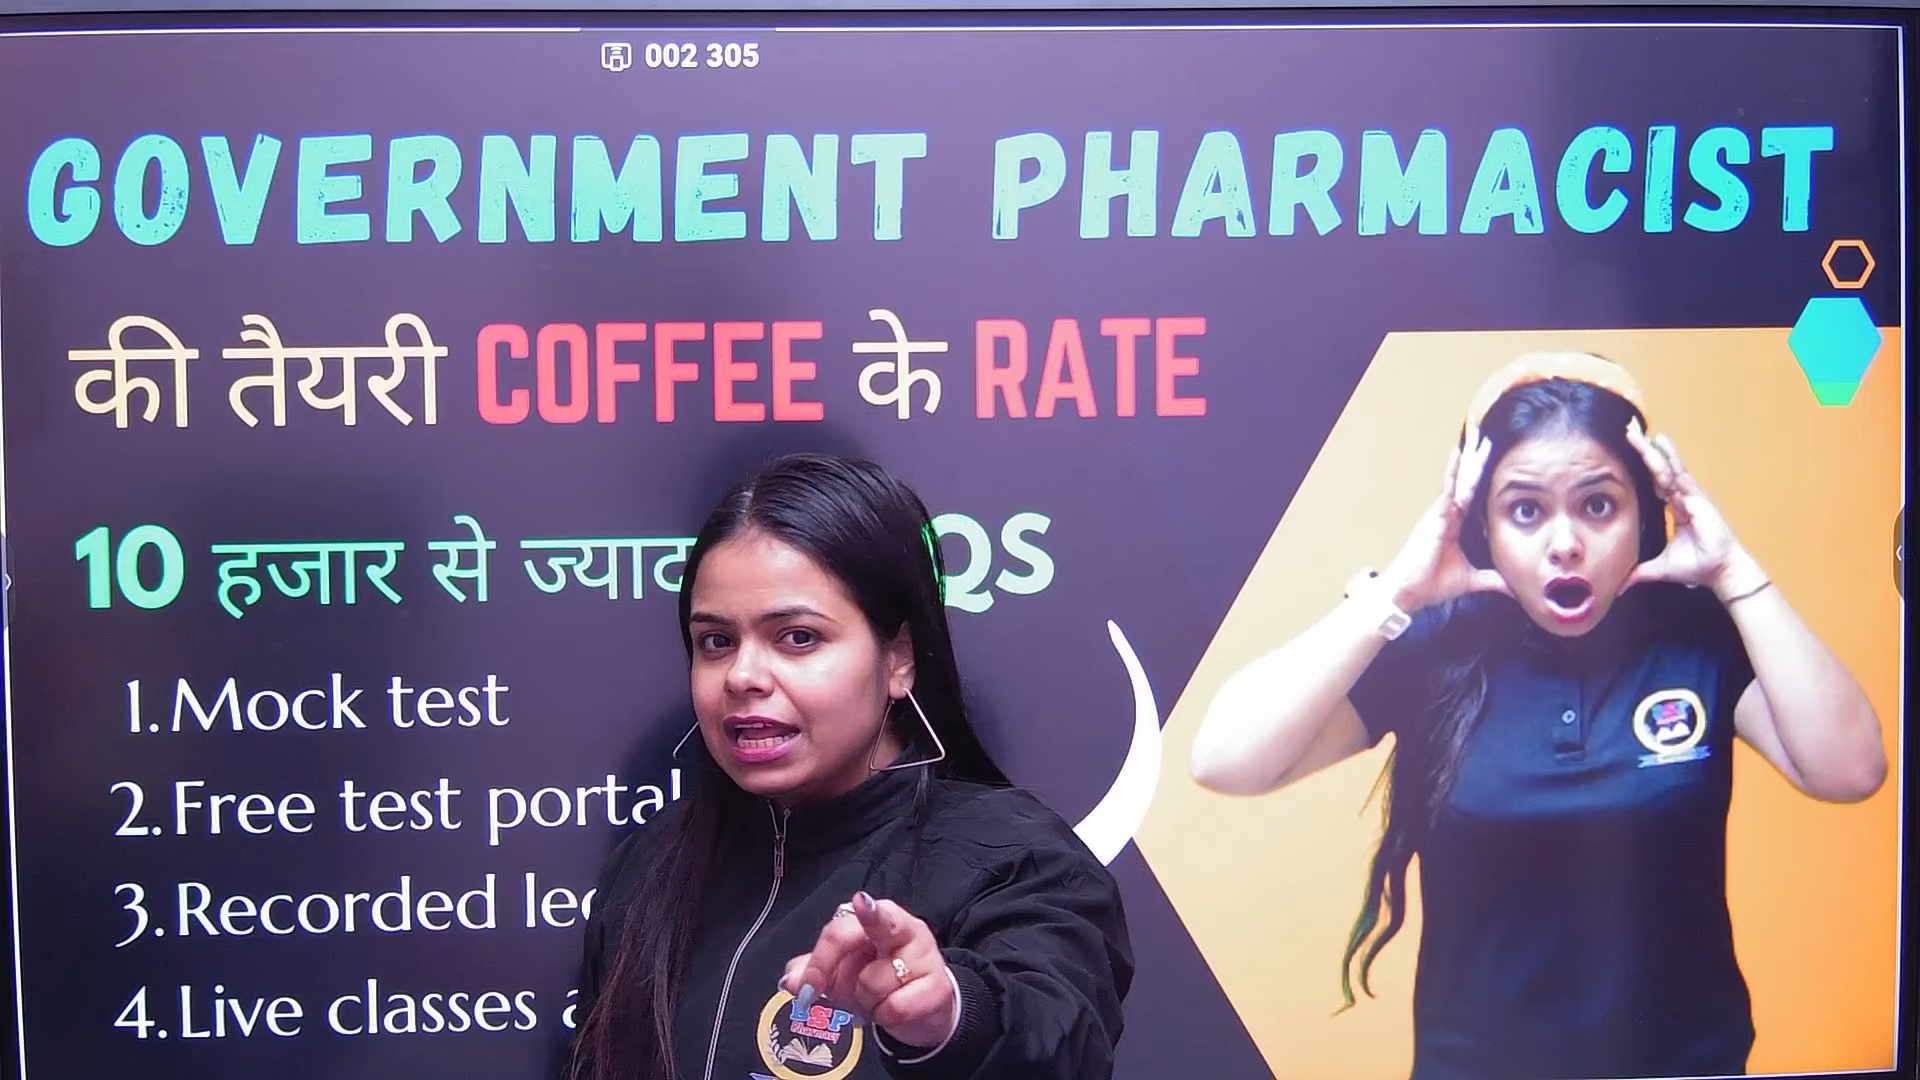 002 305
GOVERNMENT PHARMACIST
की तैयरी COFFEE के RATE
10 हजार से QS
1. Mock test
2. Free test portal
3. Recorded
4. Live classes
Pharmacy